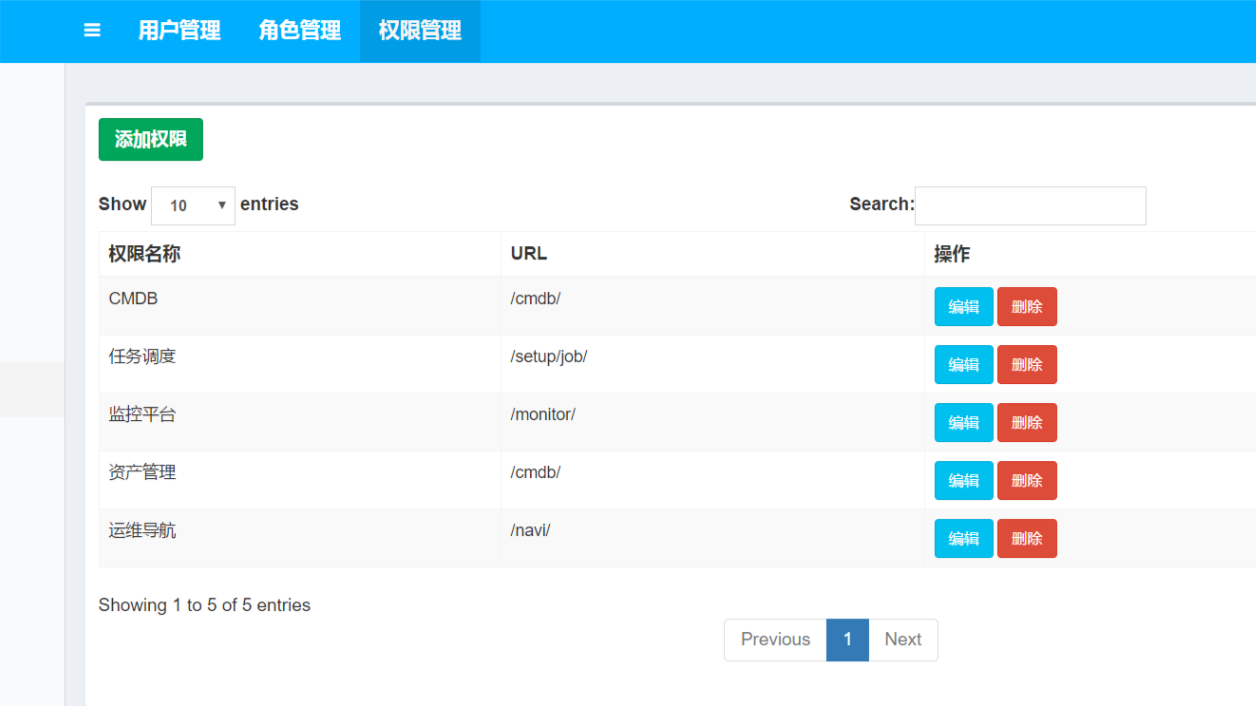 用户管理 角色管理 权限管理
添加权限
Show 10 entries Search:
权限名称 URL 操作
CMDB /cmdb/ 编辑 删除
任务调度 /setup/job/ 编辑 删除
监控平台 /monitor/ 编辑 删除
资产管理 /cmdb/ 编辑 删除
运维导航 /navi/ 编辑 删除
Showing 1 to 5 of 5 entries
Previous 1 Next